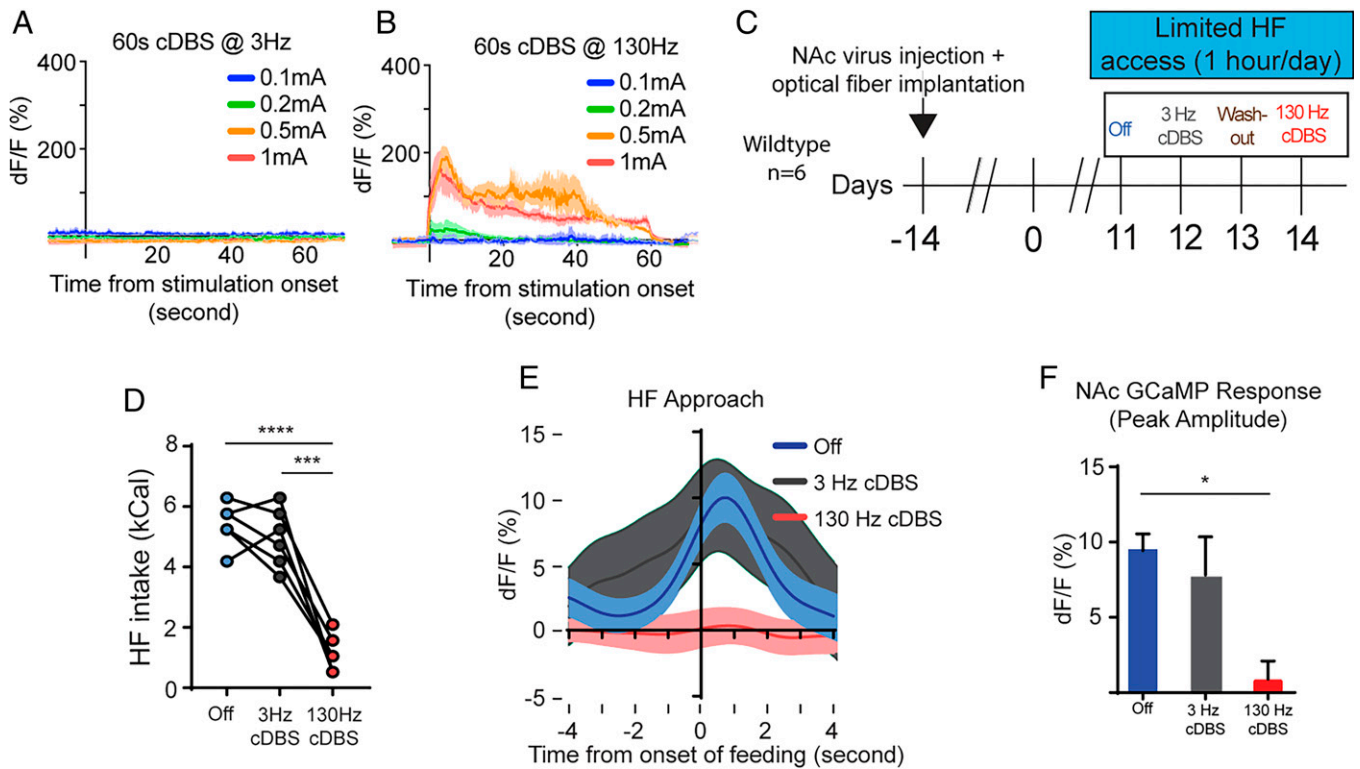 A
60s cDBS @ 3Hz
400
200
dF/F (%)
0.1mA
0.2mA
0.5mA
1mA
20
40
60
Time from stimulation onset
(second)
B
60s cDBS @ 130Hz
400
200
dF/F (%)
0.1mA
0.2mA
0.5mA
1mA
20
40
60
Time from stimulation onset
(second)
C
Limited HF
access (1 hour/day)
NAc virus injection +
optical fiber implantation
Off
3 Hz
cDBS
Wash-
out
130 Hz
cDBS
Wildtype
n=6
Days
-14
0
11
12
13
14
D
****
***
8
6
4
2
0
HF intake (kCal)
Off
3Hz
cDBS
130Hz
cDBS
E
HF Approach
15
10
5
0
-5
dF/F (%)
Off
3 Hz cDBS
130 Hz cDBS
-4
-2
0
2
4
Time from onset of feeding (second)
F
NAc GCaMP Response
(Peak Amplitude)
*
15
10
5
dF/F (%)
Off
3 Hz
cDBS
130 Hz
cDBS